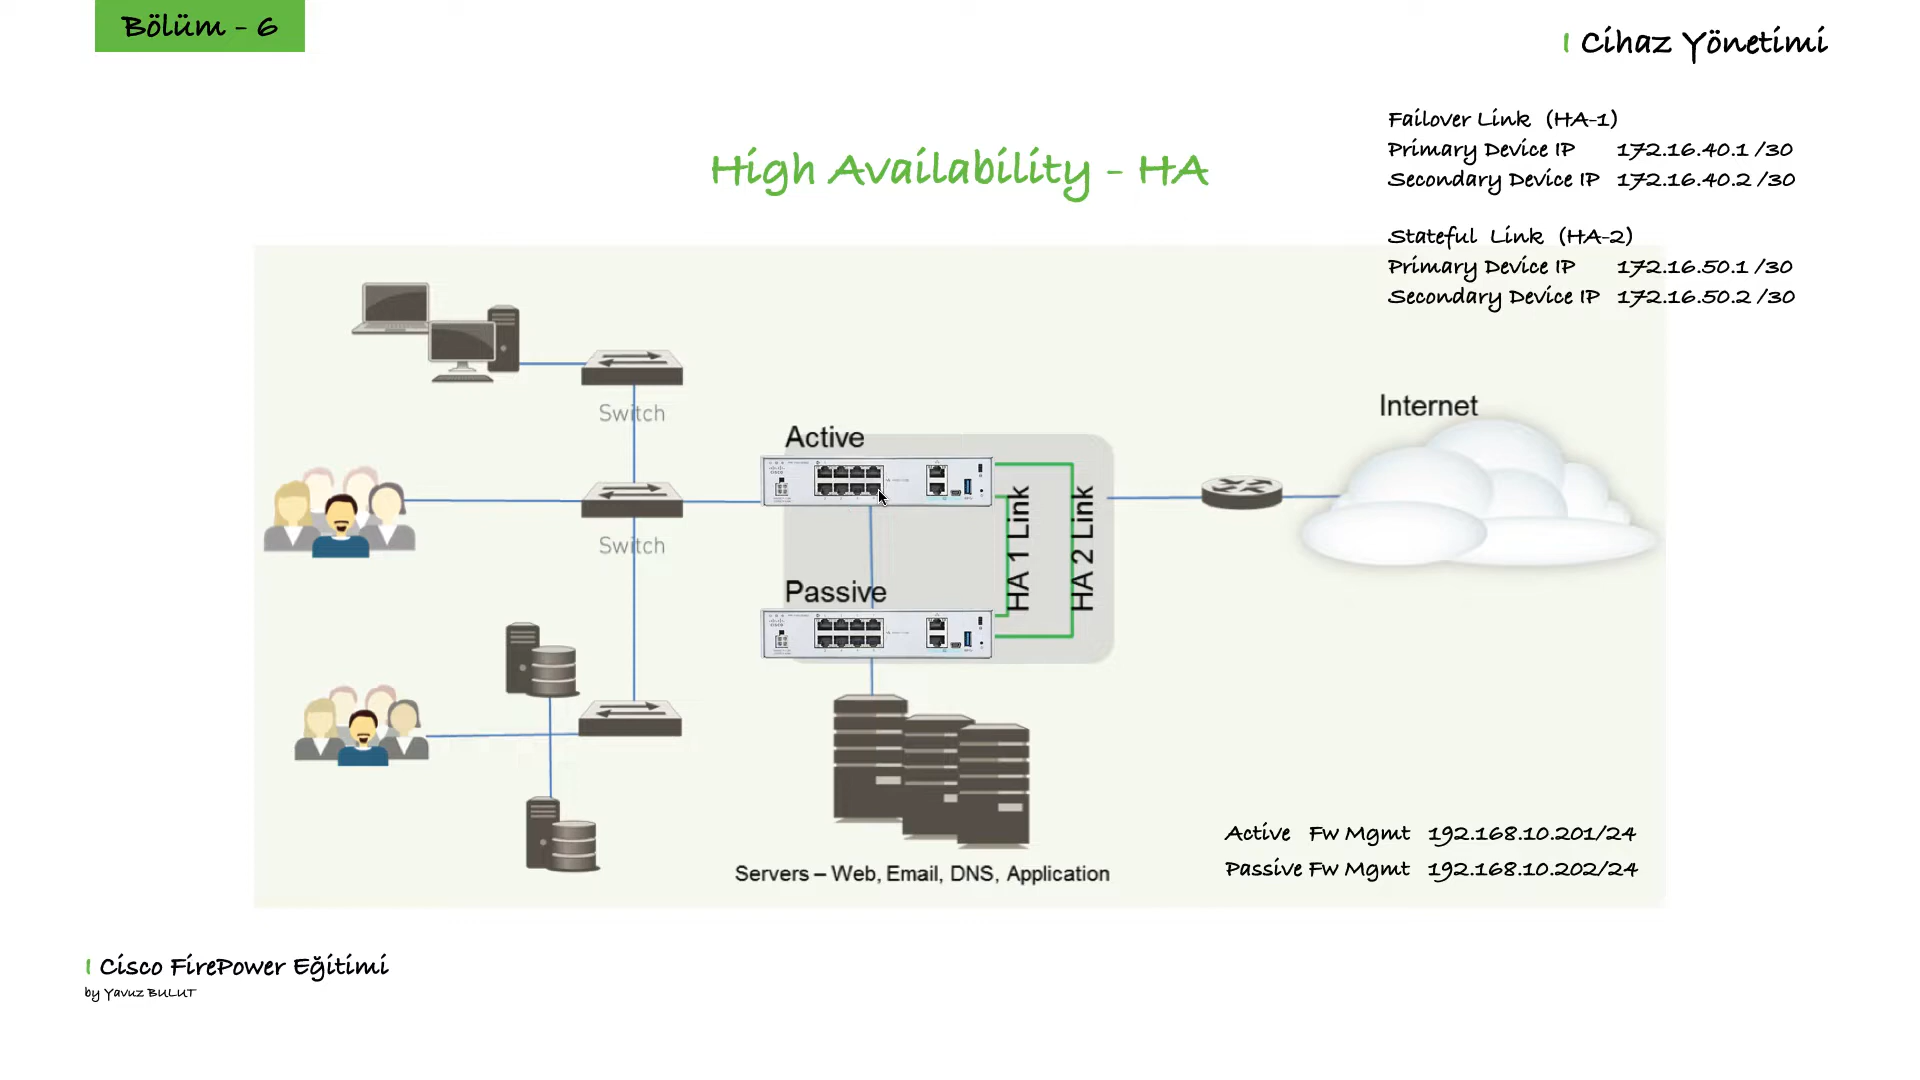 Bölüm - 6
| Cihaz Yönetimi
High Availability - HA
Failover Link (HA-1)
Primary Device IP 172.16.40.1 /30
Secondary Device IP 172.16.40.2 /30
Stateful Link (HA-2)
Primary Device IP 172.16.50.1 /30
Secondary Device IP 172.16.50.2 /30
Switch
Switch
Active
Passive
HA 1 Link
HA 2 Link
Internet
Servers – Web, Email, DNS, Application
Active Fw Mgmt 192.168.10.201/24
Passive Fw Mgmt 192.168.10.202/24
| Cisco FirePower Eğitimi
by Yavuz BULUT